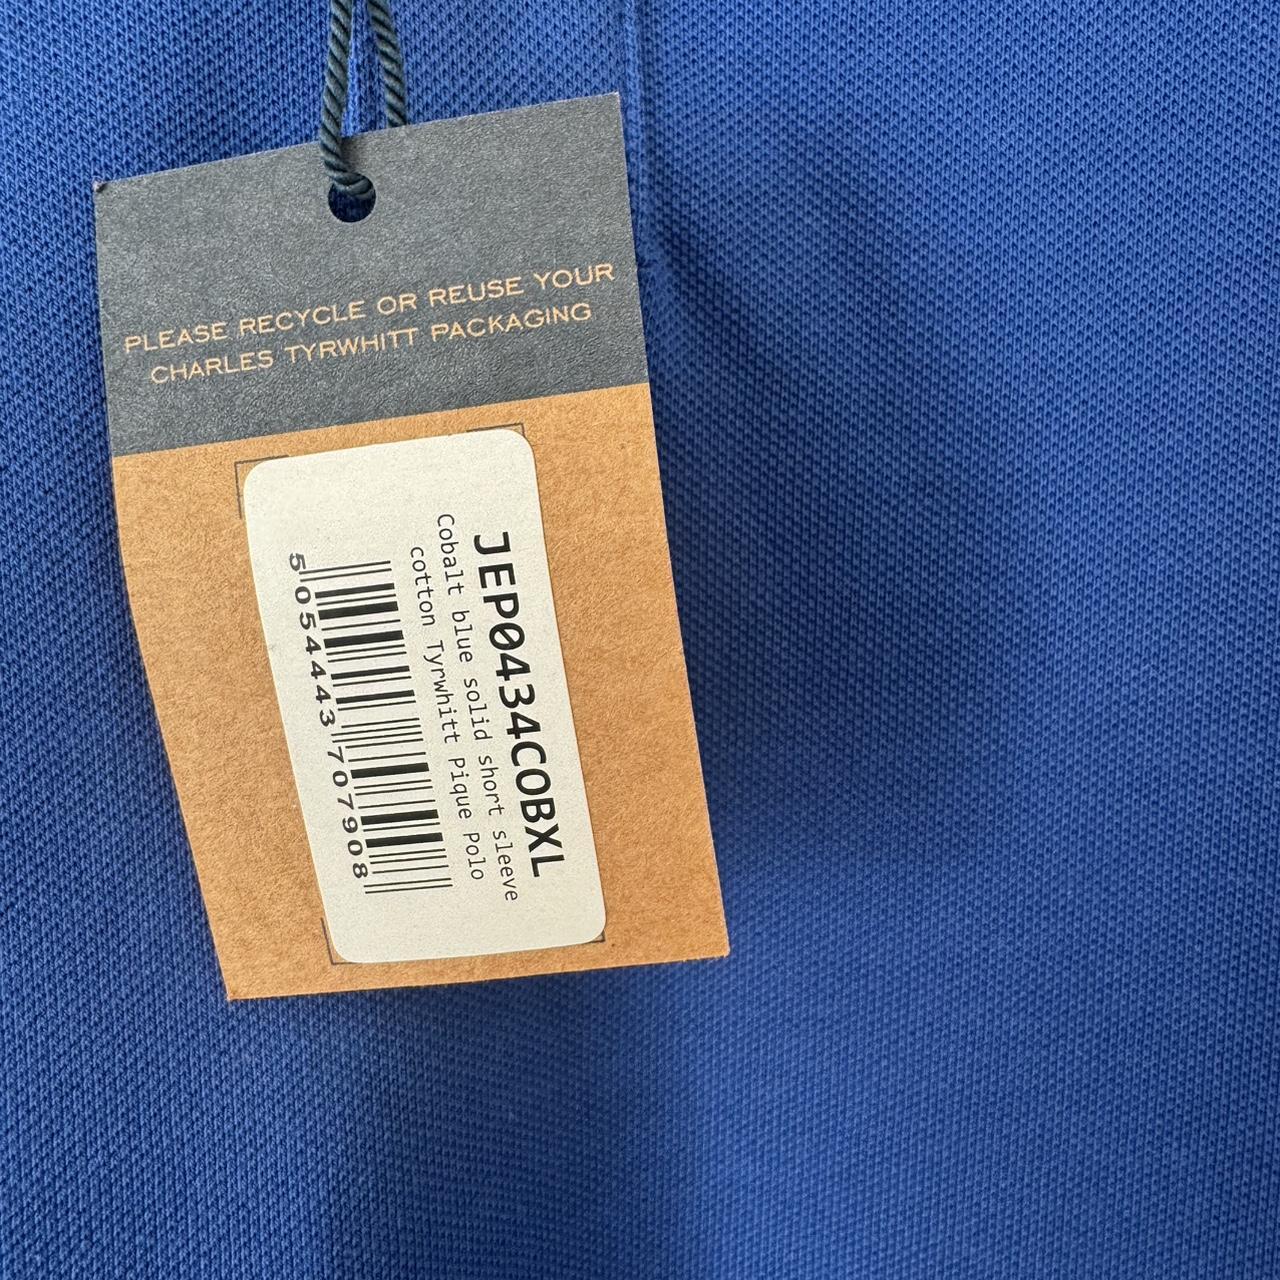 PLEASE RECYCLE OR REUSE YOUR
CHARLES TYRWHITT PACKAGING
JEP0434COBXL
Cobalt blue solid short sleeve
cotton Tyrwhitt Pique Polo
5 054443 707908